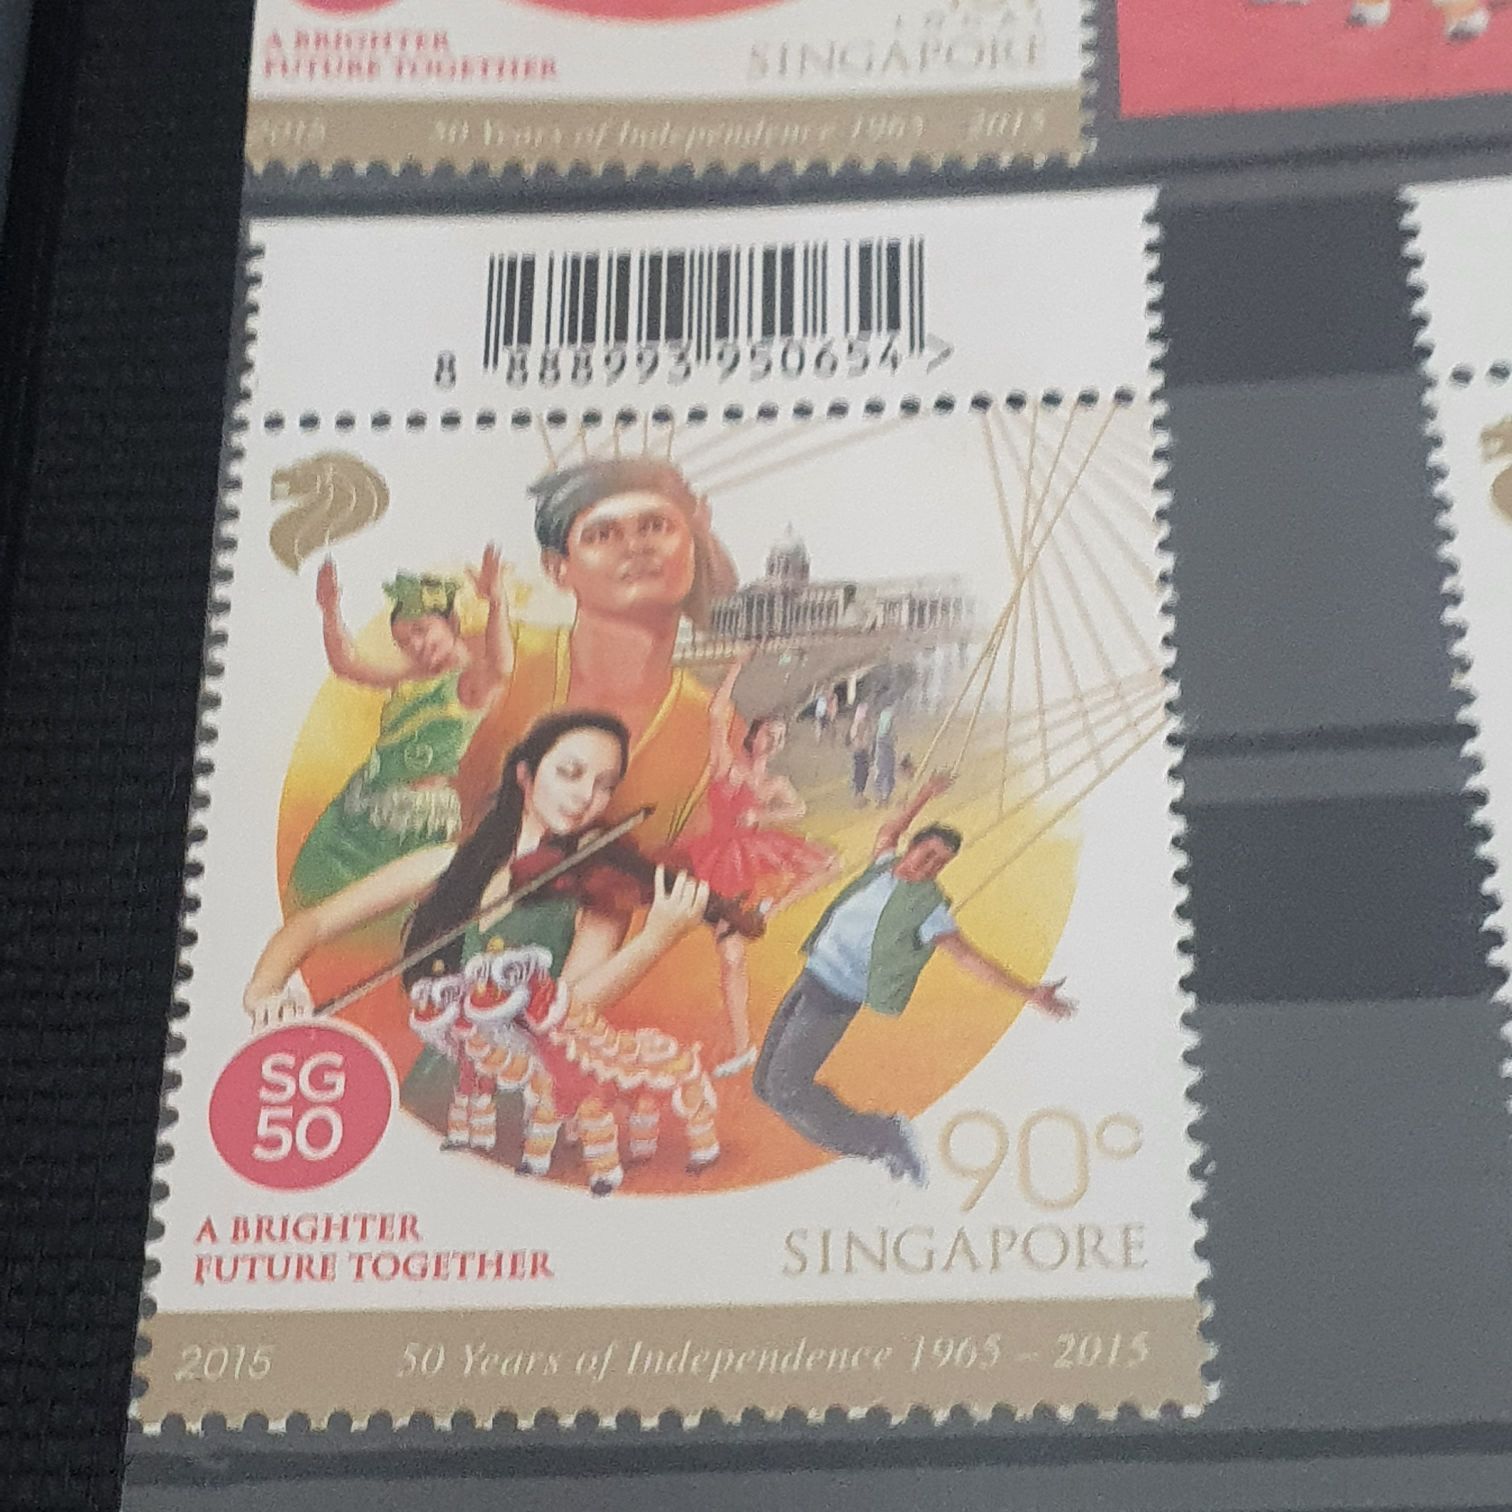 A BRIGHTER
FUTURE TOGETHER
SINGAPORE
2015 50 Years of Independence 1965 - 2015
8 888993 950654 >
SG
50
90c
A BRIGHTER
FUTURE TOGETHER
SINGAPORE
2015 50 Years of Independence 1965 - 2015